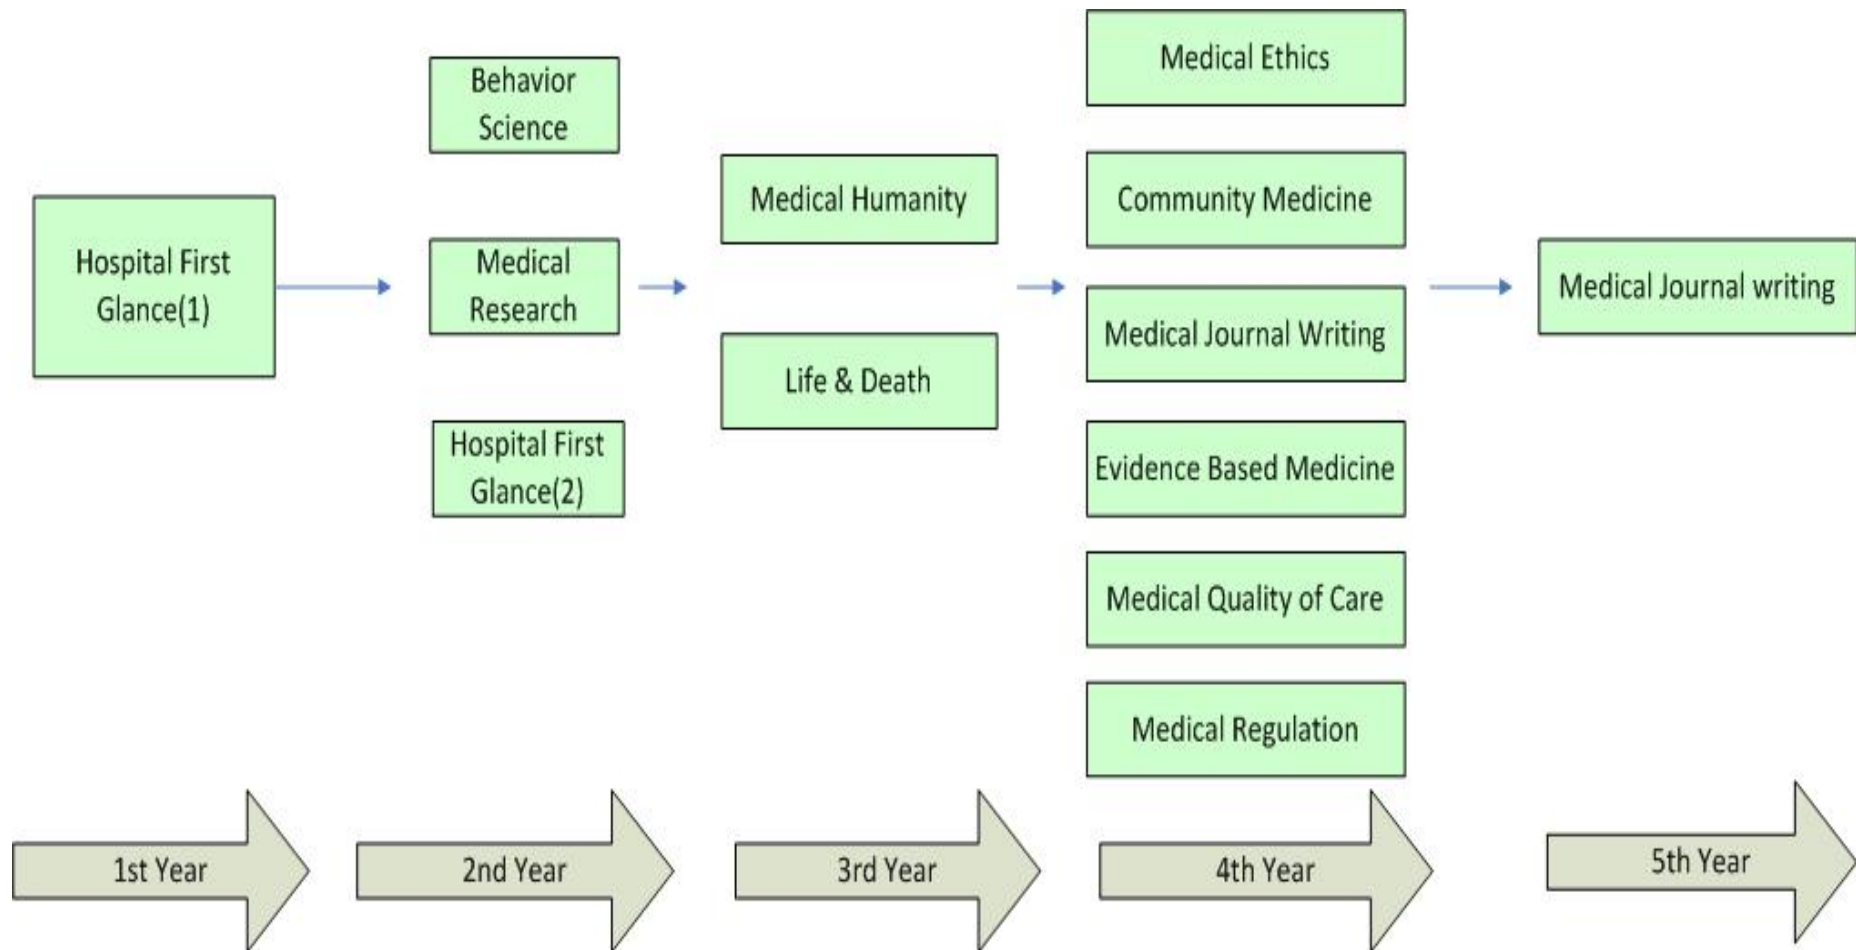 Hospital First
Glance(1)
Behavior
Science
Medical
Research
Hospital First
Glance(2)
Medical Humanity
Life & Death
Medical Ethics
Community Medicine
Medical Journal Writing
Evidence Based Medicine
Medical Quality of Care
Medical Regulation
Medical Journal writing
1st Year
2nd Year
3rd Year
4th Year
5th Year